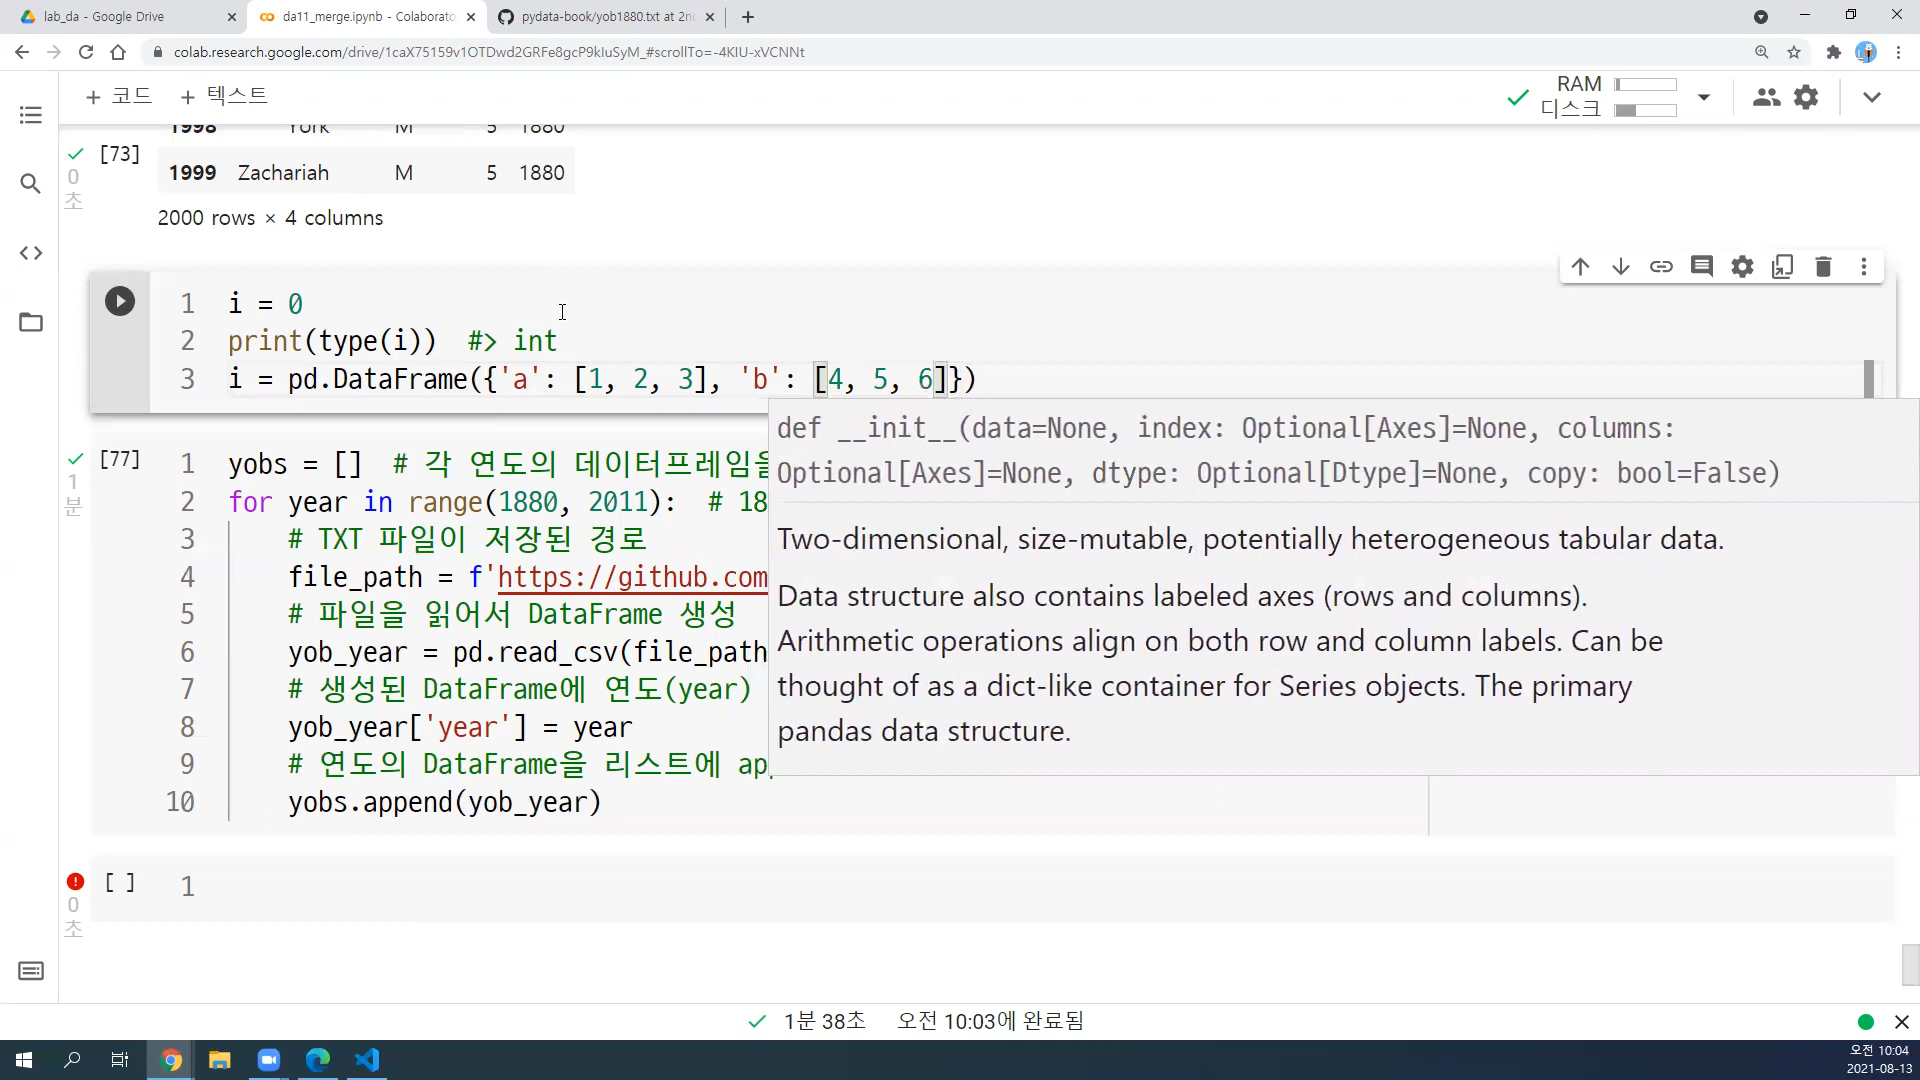 lab_da - Google Drive
da11_merge.ipynb - Colaborato
pydata-book/yob1880.txt at 2n
colab.research.google.com/drive/1caX75159v1OTDwd2GRFe8gcP9kIuSyM_#scrollTo=-4KIU-xVCNNt
+ 코드 + 텍스트
RAM
디스크
1998 York M 5 1880
[73]
0
초
1999 Zachariah M 5 1880
2000 rows × 4 columns
1 i = 0
2 print(type(i)) #> int
3 i = pd.DataFrame({'a': [1, 2, 3], 'b': [4, 5, 6]})
def __init__(data=None, index: Optional[Axes]=None, columns:
Optional[Axes]=None, dtype: Optional[Dtype]=None, copy: bool=False)
Two-dimensional, size-mutable, potentially heterogeneous tabular data.
Data structure also contains labeled axes (rows and columns).
Arithmetic operations align on both row and column labels. Can be
thought of as a dict-like container for Series objects. The primary
pandas data structure.
[77]
1
분
1 yobs = [] # 각 연도의 데이터프레임을
2 for year in range(1880, 2011): # 18
3 # TXT 파일이 저장된 경로
4 file_path = f'https://github.com
5 # 파일을 읽어서 DataFrame 생성
6 yob_year = pd.read_csv(file_path
7 # 생성된 DataFrame에 연도(year)
8 yob_year['year'] = year
9 # 연도의 DataFrame을 리스트에 app
10 yobs.append(yob_year)
[ ] 1
0
초
1분 38초 오전 10:03에 완료됨
오전 10:04
2021-08-13